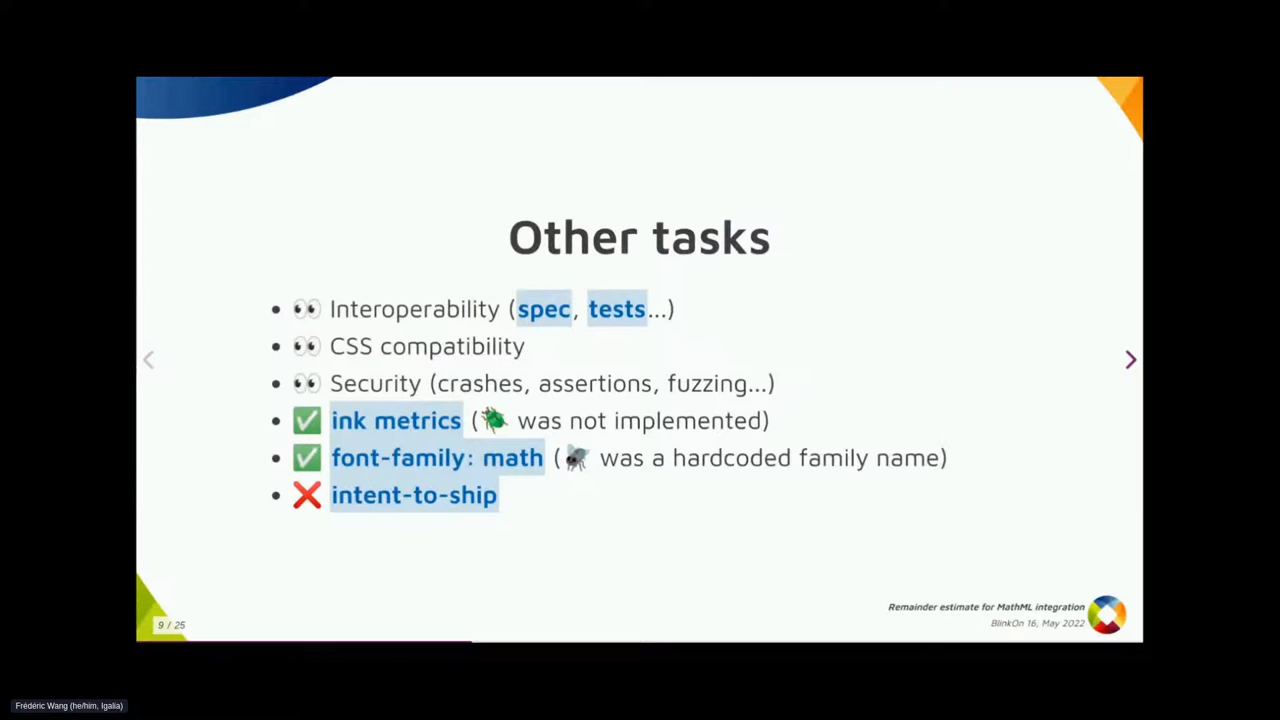 Other tasks
• 👀 Interoperability (spec, tests...)
• 👀 CSS compatibility
• 👀 Security (crashes, assertions, fuzzing...)
• ✅ ink metrics (🪲 was not implemented)
• ✅ font-family: math (🪰 was a hardcoded family name)
• ❌ intent-to-ship
Remainder estimate for MathML integration
BlinkOn 16, May 2022
9 / 25
Frédéric Wang (he/him, Igalia)